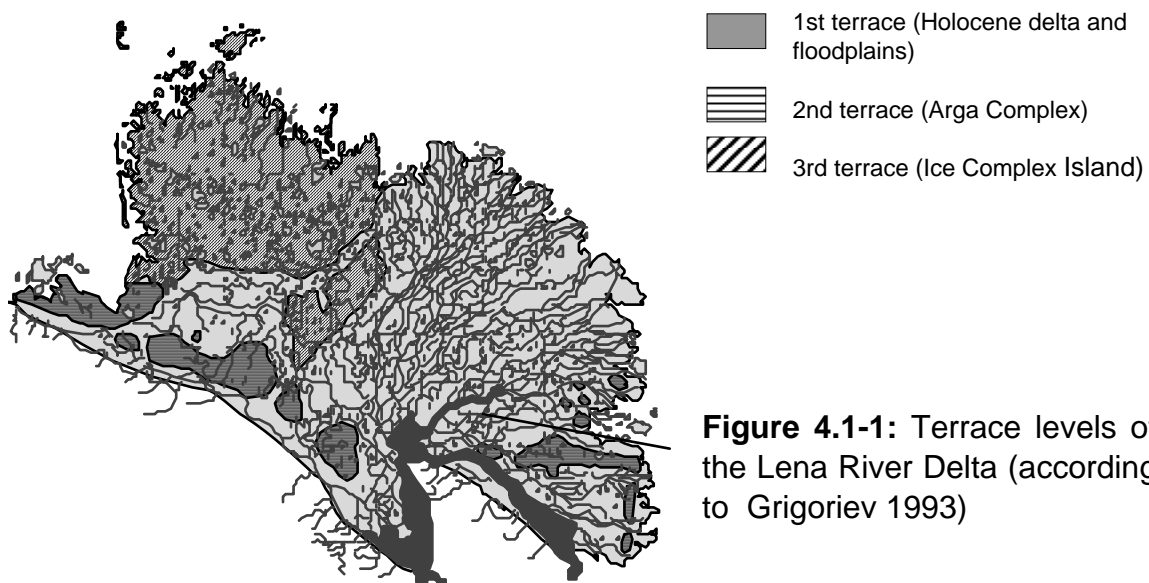 1st terrace (Holocene delta and
floodplains)
2nd terrace (Arga Complex)
3rd terrace (Ice Complex Island)
Figure 4.1-1: Terrace levels of
the Lena River Delta (according
to Grigoriev 1993)